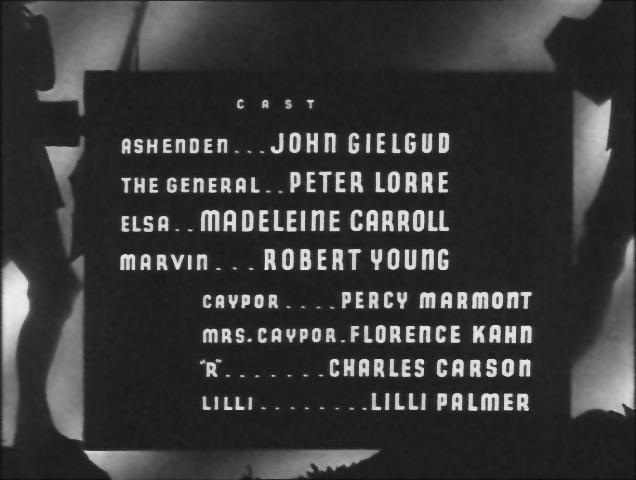 CAST
ASHENDEN...JOHN GIELGUD
THE GENERAL..PETER LORRE
ELSA..MADELEINE CARROLL
MARVIN...ROBERT YOUNG
CAYPOR....PERCY MARMONT
MRS.CAYPOR.FLORENCE KAHN
"R".......CHARLES CARSON
LILLI........LILLI PALMER